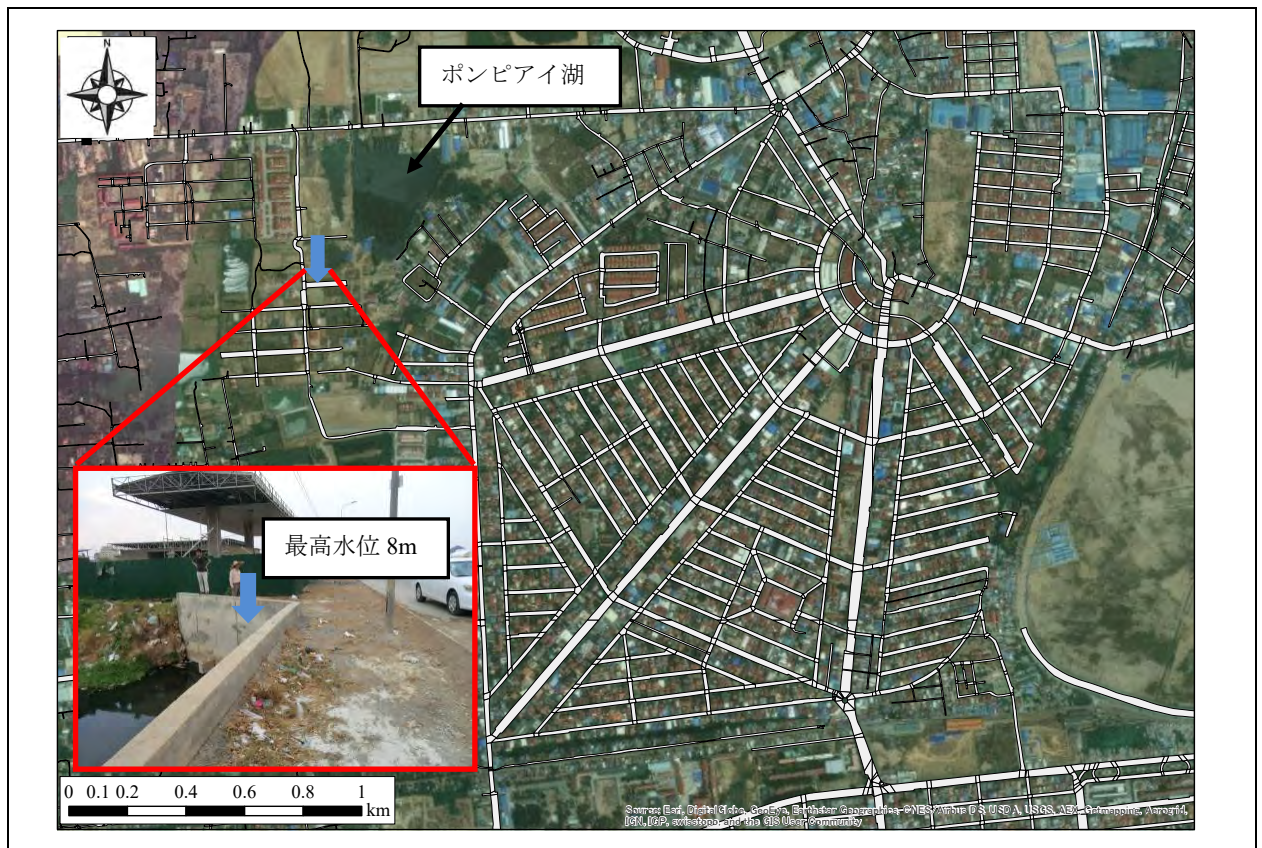 N
ポンピアイ湖
最高水位 8m
0 0.1 0.2 0.4 0.6 0.8 1
km
Source: Esri, DigitalGlobe, GeoEye, Earthstar Geographics, CNES/Airbus DS, USDA, USGS, AEX, Getmapping, Aerogrid,
IGN, IGP, swisstopo, and the GIS User Community